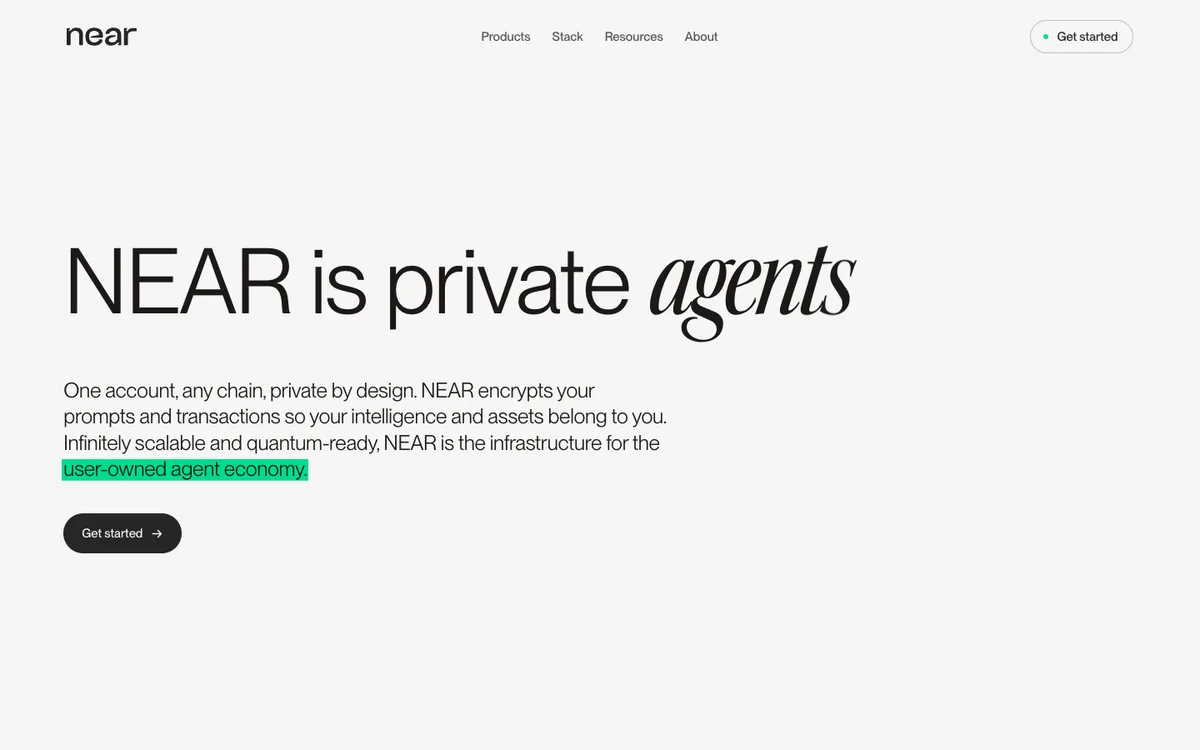 near
Products
Stack
Resources
About
Get started
NEAR is private agents
One account, any chain, private by design. NEAR encrypts your
prompts and transactions so your intelligence and assets belong to you.
Infinitely scalable and quantum-ready, NEAR is the infrastructure for the
user-owned agent economy.
Get started →